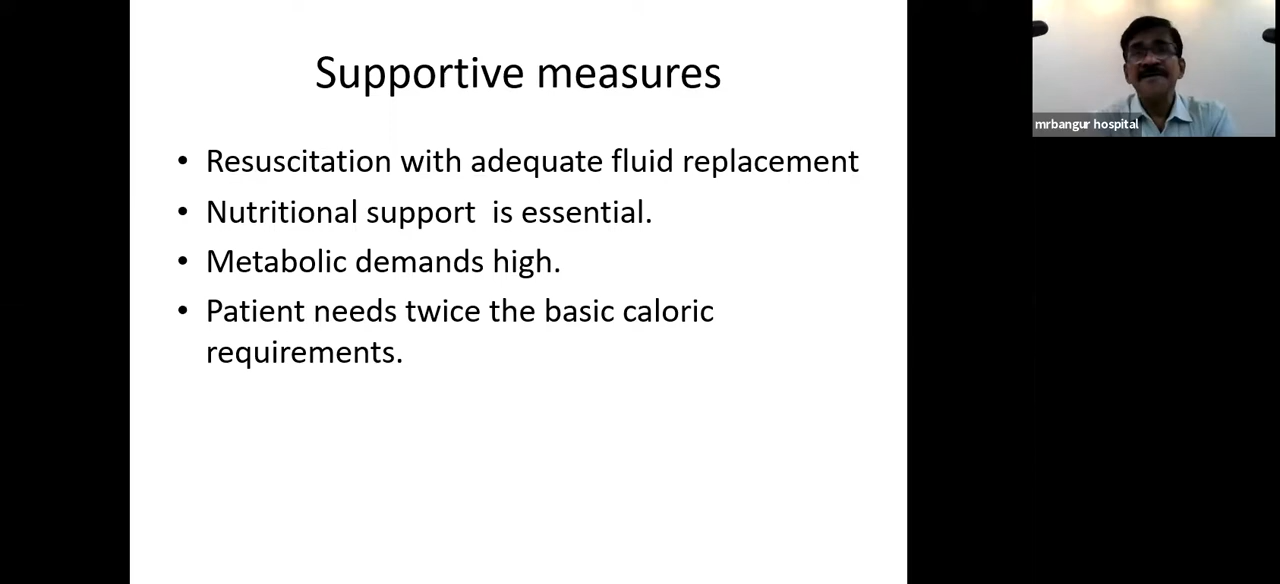 Supportive measures
• Resuscitation with adequate fluid replacement
• Nutritional support  is essential.
• Metabolic demands high.
• Patient needs twice the basic caloric
requirements.
mrbangur hospital